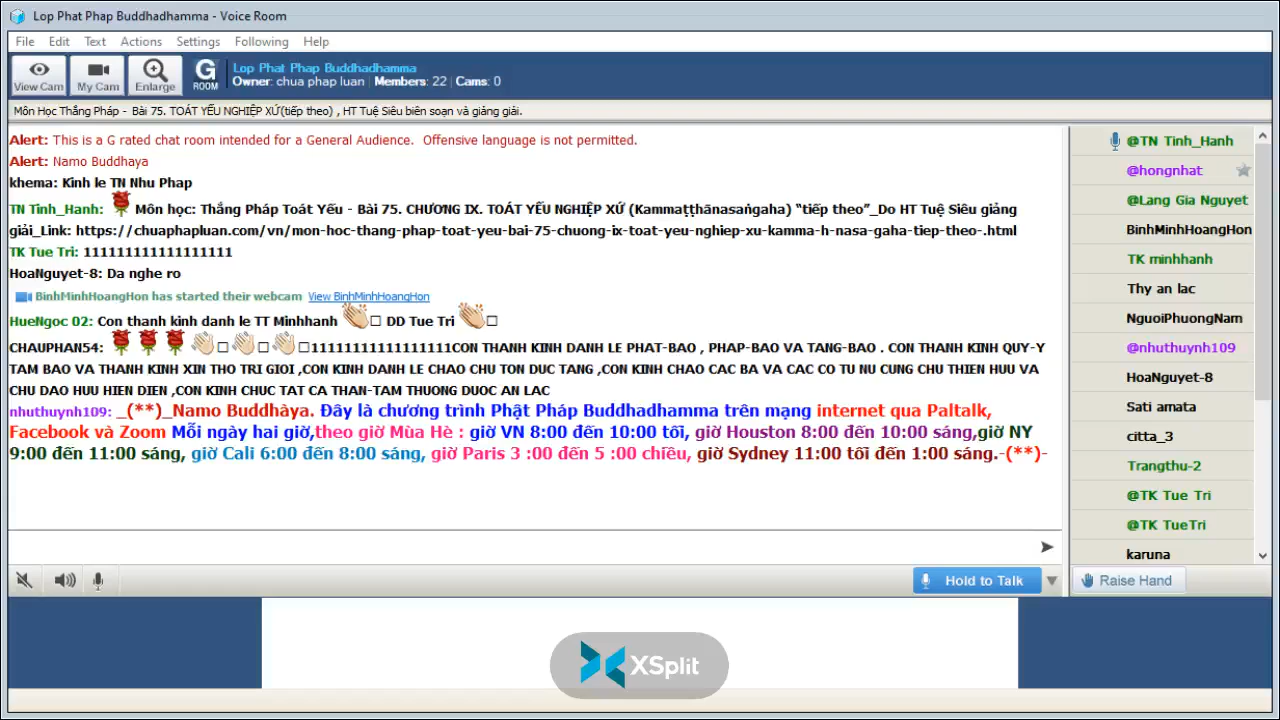 Lop Phat Phap Buddhadhamma - Voice Room
File Edit Text Actions Settings Following Help
View Cam My Cam Enlarge G ROOM
Lop Phat Phap Buddhadhamma
Owner: chua phap luan | Members: 22 | Cams: 0
Môn Học Thắng Pháp - Bài 75. TOÁT YẾU NGHIỆP XỨ(tiếp theo) , HT Tuệ Siêu biên soạn và giảng giải.
Alert: This is a G rated chat room intended for a General Audience. Offensive language is not permitted.
Alert: Namo Buddhaya
khema: Kinh le TN Nhu Phap
TN Tinh_Hanh: Môn học: Thắng Pháp Toát Yếu - Bài 75. CHƯƠNG IX. TOÁT YẾU NGHIỆP XỨ (Kammaṭṭhānasaṅgaha) “tiếp theo”_Do HT Tuệ Siêu giảng
giải_Link: https://chuaphapluan.com/vn/mon-hoc-thang-phap-toat-yeu-bai-75-chuong-ix-toat-yeu-nghiep-xu-kamma-h-nasa-gaha-tiep-theo-.html
TK Tue Tri: 111111111111111111
HoaNguyet-8: Da nghe ro
BinhMinhHoangHon has started their webcam View BinhMinhHoangHon
HueNgoc 02: Con thanh kinh danh le TT Minhhanh DD Tue Tri
CHAUPHAN54: 11111111111111111CON THANH KINH DANH LE PHAT-BAO , PHAP-BAO VA TANG-BAO . CON THANH KINH QUY-Y
TAM BAO VA THANH KINH XIN THO TRI GIOI ,CON KINH DANH LE CHAO CHU TON DUC TANG ,CON KINH CHAO CAC BA VA CAC CO TU NU CUNG CHU THIEN HUU VA
CHU DAO HUU HIEN DIEN ,CON KINH CHUC TAT CA THAN-TAM THUONG DUOC AN LAC
nhuthuynh109: _(**)_Namo Buddhàya. Đây là chương trình Phật Pháp Buddhadhamma trên mạng internet qua Paltalk,
Facebook và Zoom Mỗi ngày hai giờ,theo giờ Mùa Hè : giờ VN 8:00 đến 10:00 tối, giờ Houston 8:00 đến 10:00 sáng,giờ NY
9:00 đến 11:00 sáng, giờ Cali 6:00 đến 8:00 sáng, giờ Paris 3 :00 đến 5 :00 chiều, giờ Sydney 11:00 tối đến 1:00 sáng.-(**)-
@TN Tinh_Hanh
@hongnhat
@Lang Gia Nguyet
BinhMinhHoangHon
TK minhhanh
Thy an lac
NguoiPhuongNam
@nhuthuynh109
HoaNguyet-8
Sati amata
citta_3
Trangthu-2
@TK Tue Tri
@TK TueTri
karuna
Hold to Talk
Raise Hand
XSplit